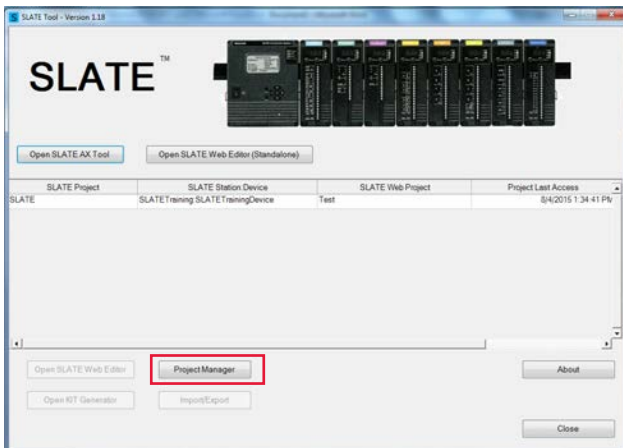 SLATE Tool - Version 1.18
SLATE™
Open SLATE AX Tool Open SLATE Web Editor (Standalone)
SLATE Project SLATE Station Device SLATE Web Project Project Last Access
SLATE SLATETraining:SLATETrainingDevice Test 8/4/2015 1:34:41 PM
Open SLATE Web Editor Project Manager About
Open KIT Generator Import/Export
Close